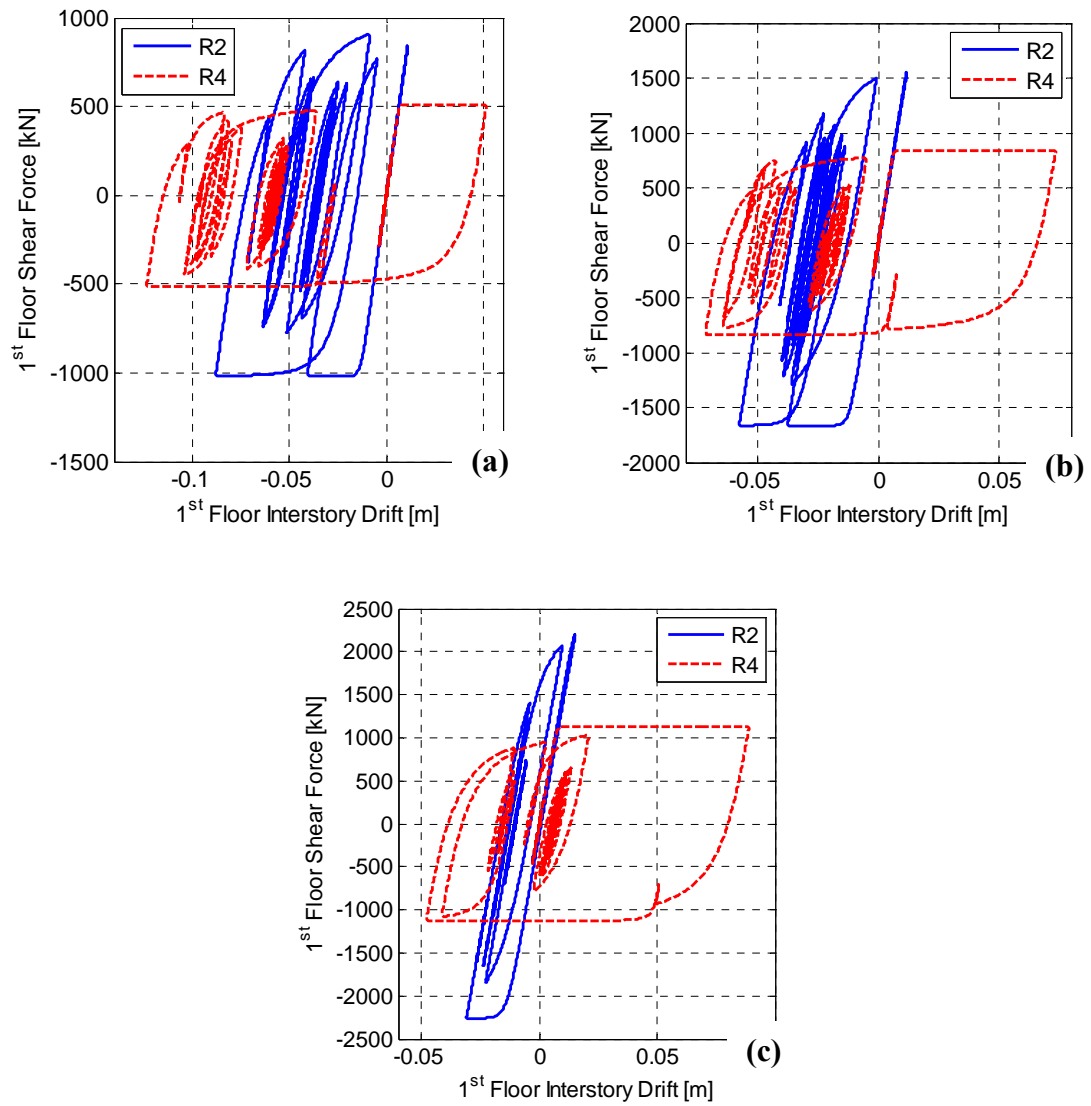 1000
500
0
-500
-1000
-1500
1st Floor Shear Force [kN]
R2
R4
-0.1
-0.05
0
1st Floor Interstory Drift [m]
(a)
2000
1500
1000
500
0
-500
-1000
-1500
-2000
1st Floor Shear Force [kN]
R2
R4
-0.05
0
0.05
1st Floor Interstory Drift [m]
(b)
2500
2000
1500
1000
500
0
-500
-1000
-1500
-2000
-2500
1st Floor Shear Force [kN]
R2
R4
-0.05
0
0.05
1st Floor Interstory Drift [m]
(c)